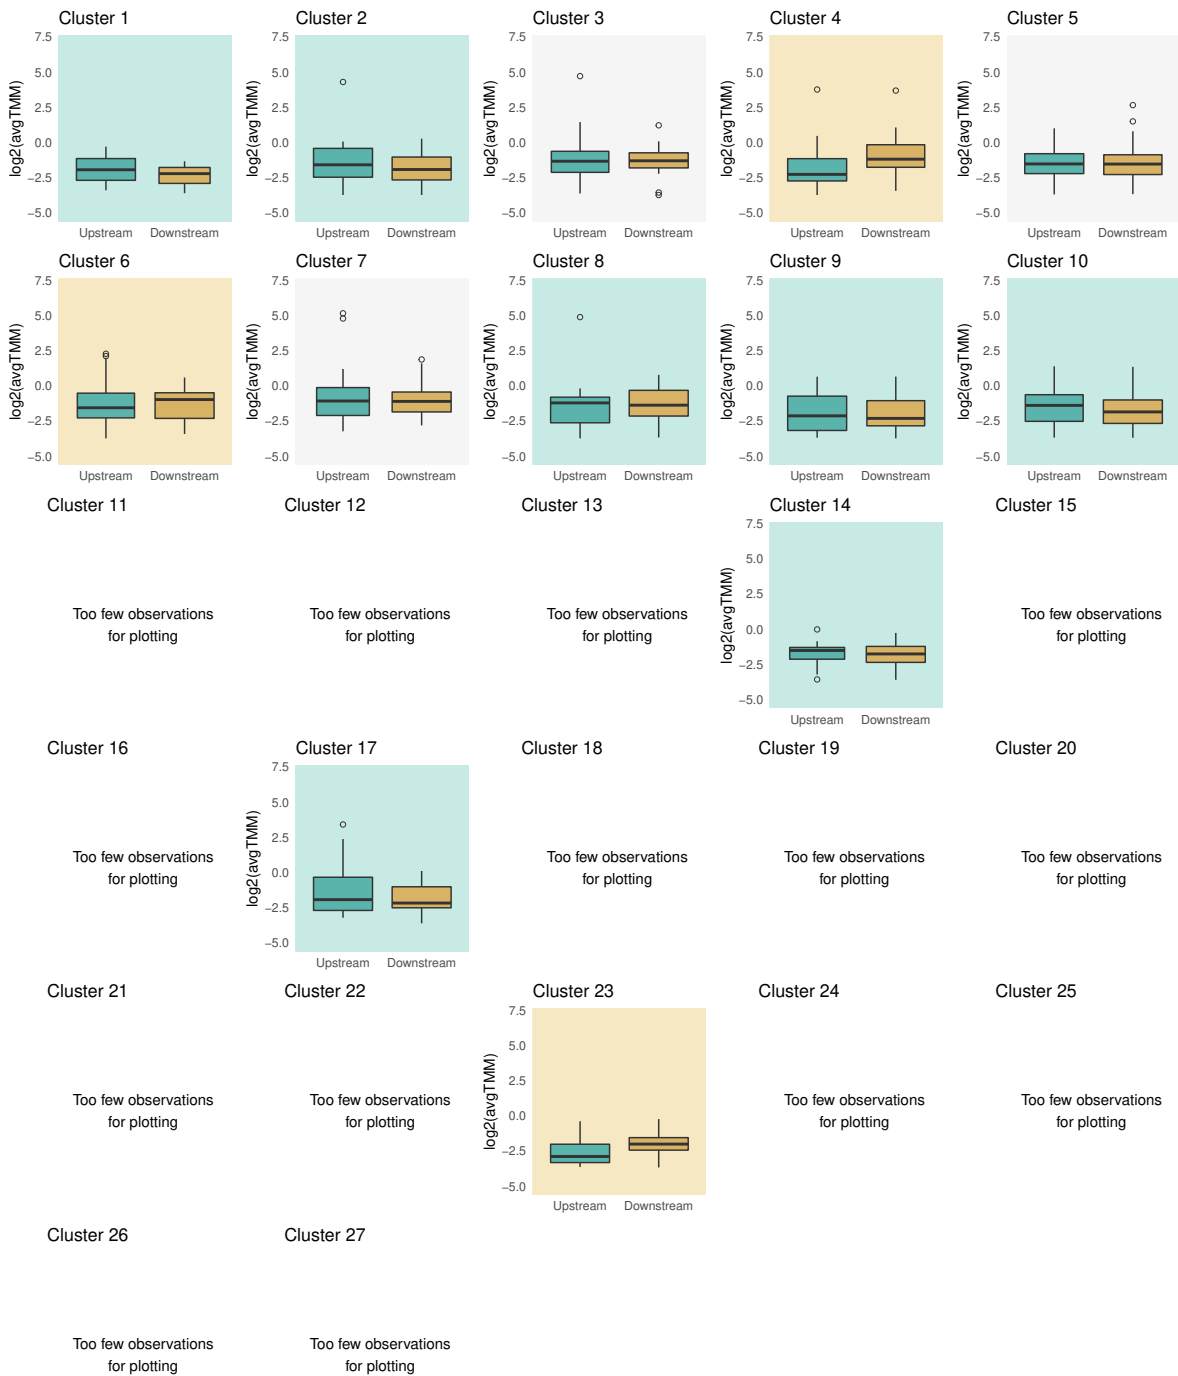 Cluster 1
Cluster 2
Cluster 3
Cluster 4
Cluster 5
log2(avgTMM)
7.5
5.0
2.5
0.0
−2.5
−5.0
Upstream
Downstream
log2(avgTMM)
7.5
5.0
2.5
0.0
−2.5
−5.0
Upstream
Downstream
log2(avgTMM)
7.5
5.0
2.5
0.0
−2.5
−5.0
Upstream
Downstream
log2(avgTMM)
7.5
5.0
2.5
0.0
−2.5
−5.0
Upstream
Downstream
log2(avgTMM)
7.5
5.0
2.5
0.0
−2.5
−5.0
Upstream
Downstream
Cluster 6
Cluster 7
Cluster 8
Cluster 9
Cluster 10
log2(avgTMM)
7.5
5.0
2.5
0.0
−2.5
−5.0
Upstream
Downstream
log2(avgTMM)
7.5
5.0
2.5
0.0
−2.5
−5.0
Upstream
Downstream
log2(avgTMM)
7.5
5.0
2.5
0.0
−2.5
−5.0
Upstream
Downstream
log2(avgTMM)
7.5
5.0
2.5
0.0
−2.5
−5.0
Upstream
Downstream
log2(avgTMM)
7.5
5.0
2.5
0.0
−2.5
−5.0
Upstream
Downstream
Cluster 11
Too few observations
for plotting
Cluster 12
Too few observations
for plotting
Cluster 13
Too few observations
for plotting
Cluster 14
log2(avgTMM)
7.5
5.0
2.5
0.0
−2.5
−5.0
Upstream
Downstream
Cluster 15
Too few observations
for plotting
Cluster 16
Too few observations
for plotting
Cluster 17
log2(avgTMM)
7.5
5.0
2.5
0.0
−2.5
−5.0
Upstream
Downstream
Cluster 18
Too few observations
for plotting
Cluster 19
Too few observations
for plotting
Cluster 20
Too few observations
for plotting
Cluster 21
Too few observations
for plotting
Cluster 22
Too few observations
for plotting
Cluster 23
log2(avgTMM)
7.5
5.0
2.5
0.0
−2.5
−5.0
Upstream
Downstream
Cluster 24
Too few observations
for plotting
Cluster 25
Too few observations
for plotting
Cluster 26
Too few observations
for plotting
Cluster 27
Too few observations
for plotting